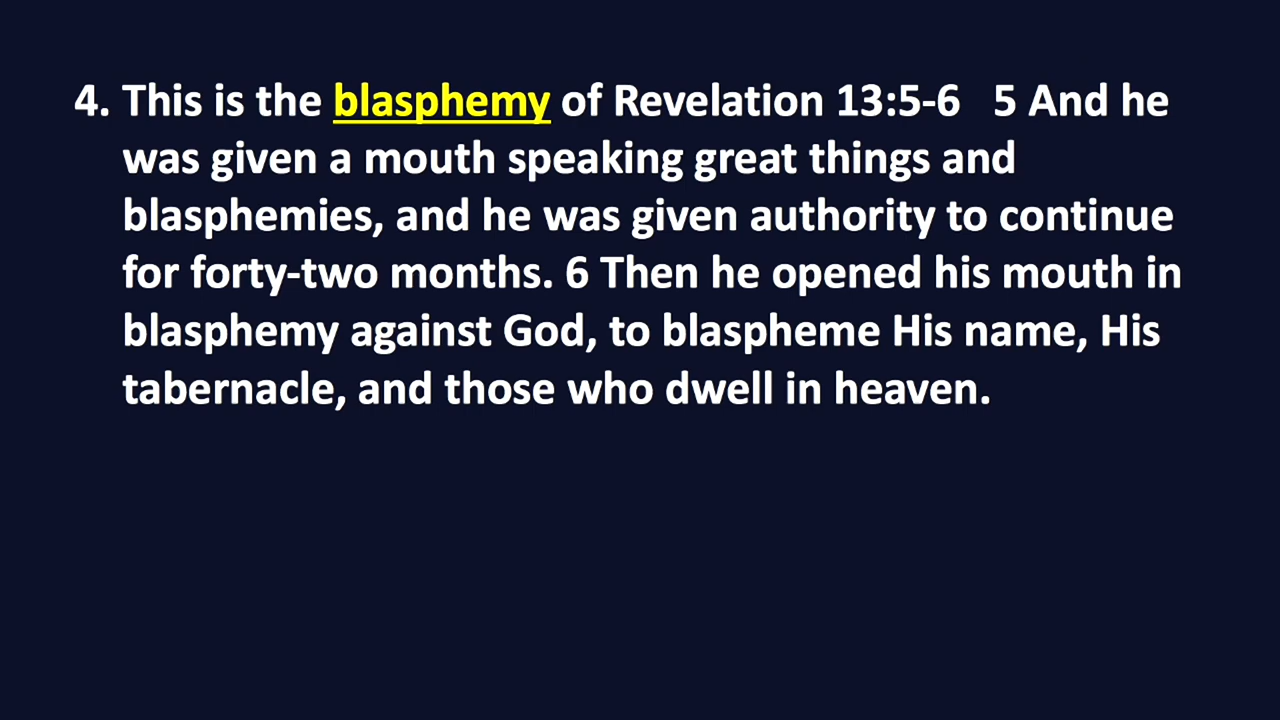 4. This is the blasphemy of Revelation 13:5-6 5 And he
was given a mouth speaking great things and
blasphemies, and he was given authority to continue
for forty-two months. 6 Then he opened his mouth in
blasphemy against God, to blaspheme His name, His
tabernacle, and those who dwell in heaven.